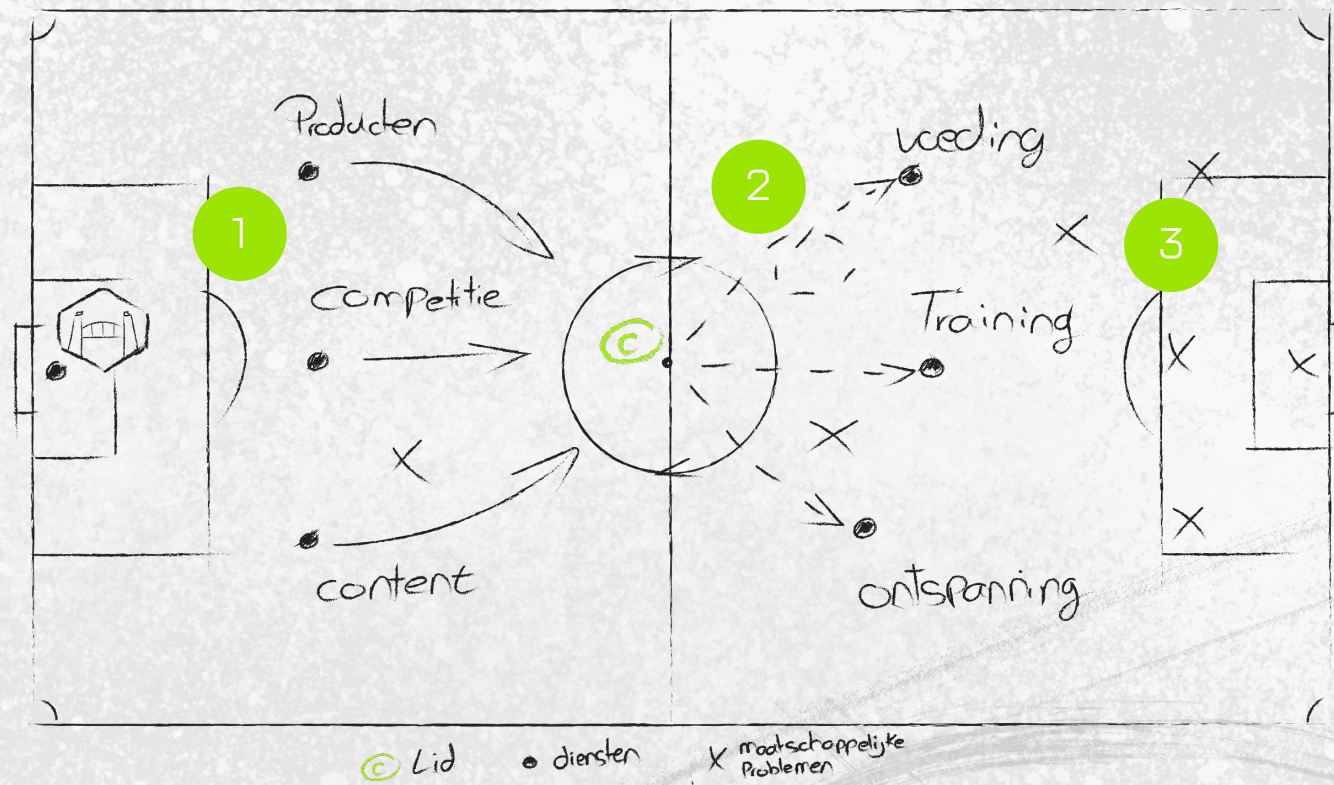 Producten
1
Competitie
content
C
2
voeding
Training
ontspanning
3
C Lid
diensten
X maatschappelijke
Problemen